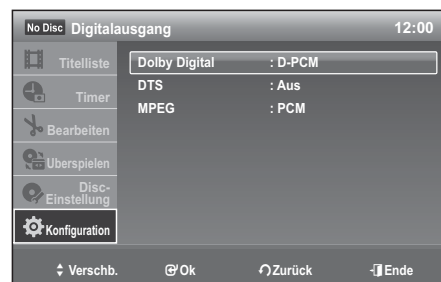 No Disc Digitalausgang 12:00
Titelliste
Timer
Bearbeiten
Uberspielen
Disc-
Einstellung
Konfiguration
Dolby Digital : D-PCM
DTS : Aus
MPEG : PCM
Verschb. Ok Zurück Ende